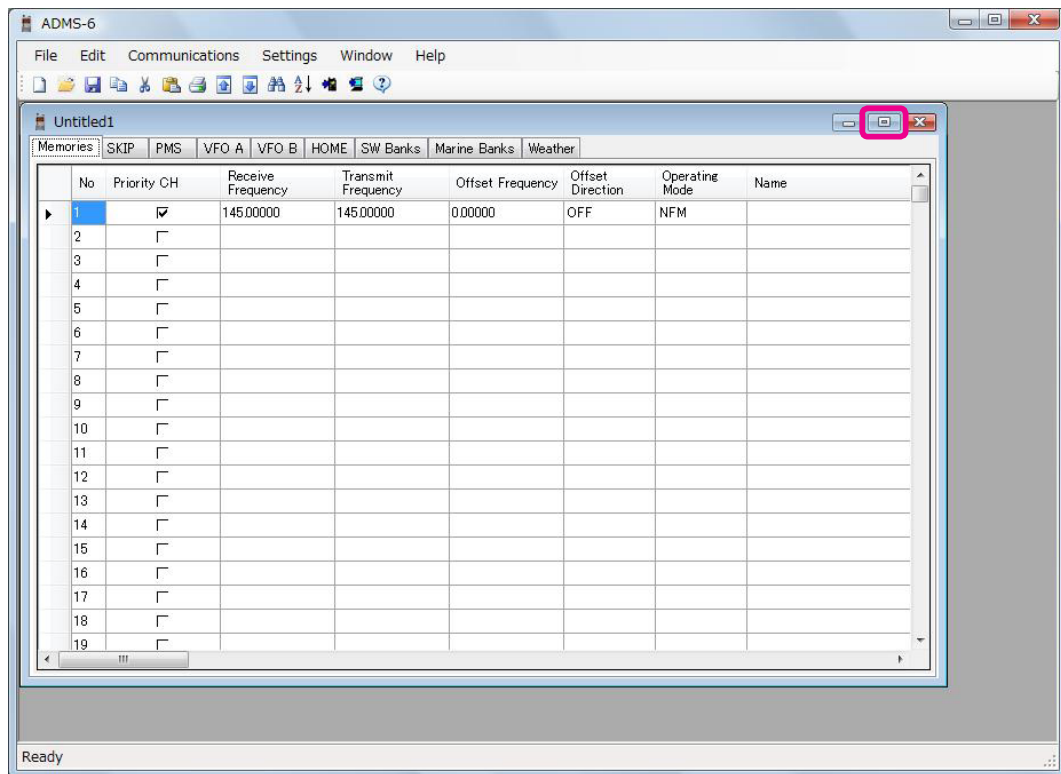 ADMS-6
File Edit Communications Settings Window Help
Untitled1
Memories SKIP PMS VFO A VFO B HOME SW Banks Marine Banks Weather
No Priority CH Receive Frequency Transmit Frequency Offset Frequency Offset Direction Operating Mode Name
1 145.00000 145.00000 0.00000 OFF NFM
2
3
4
5
6
7
8
9
10
11
12
13
14
15
16
17
18
19
Ready